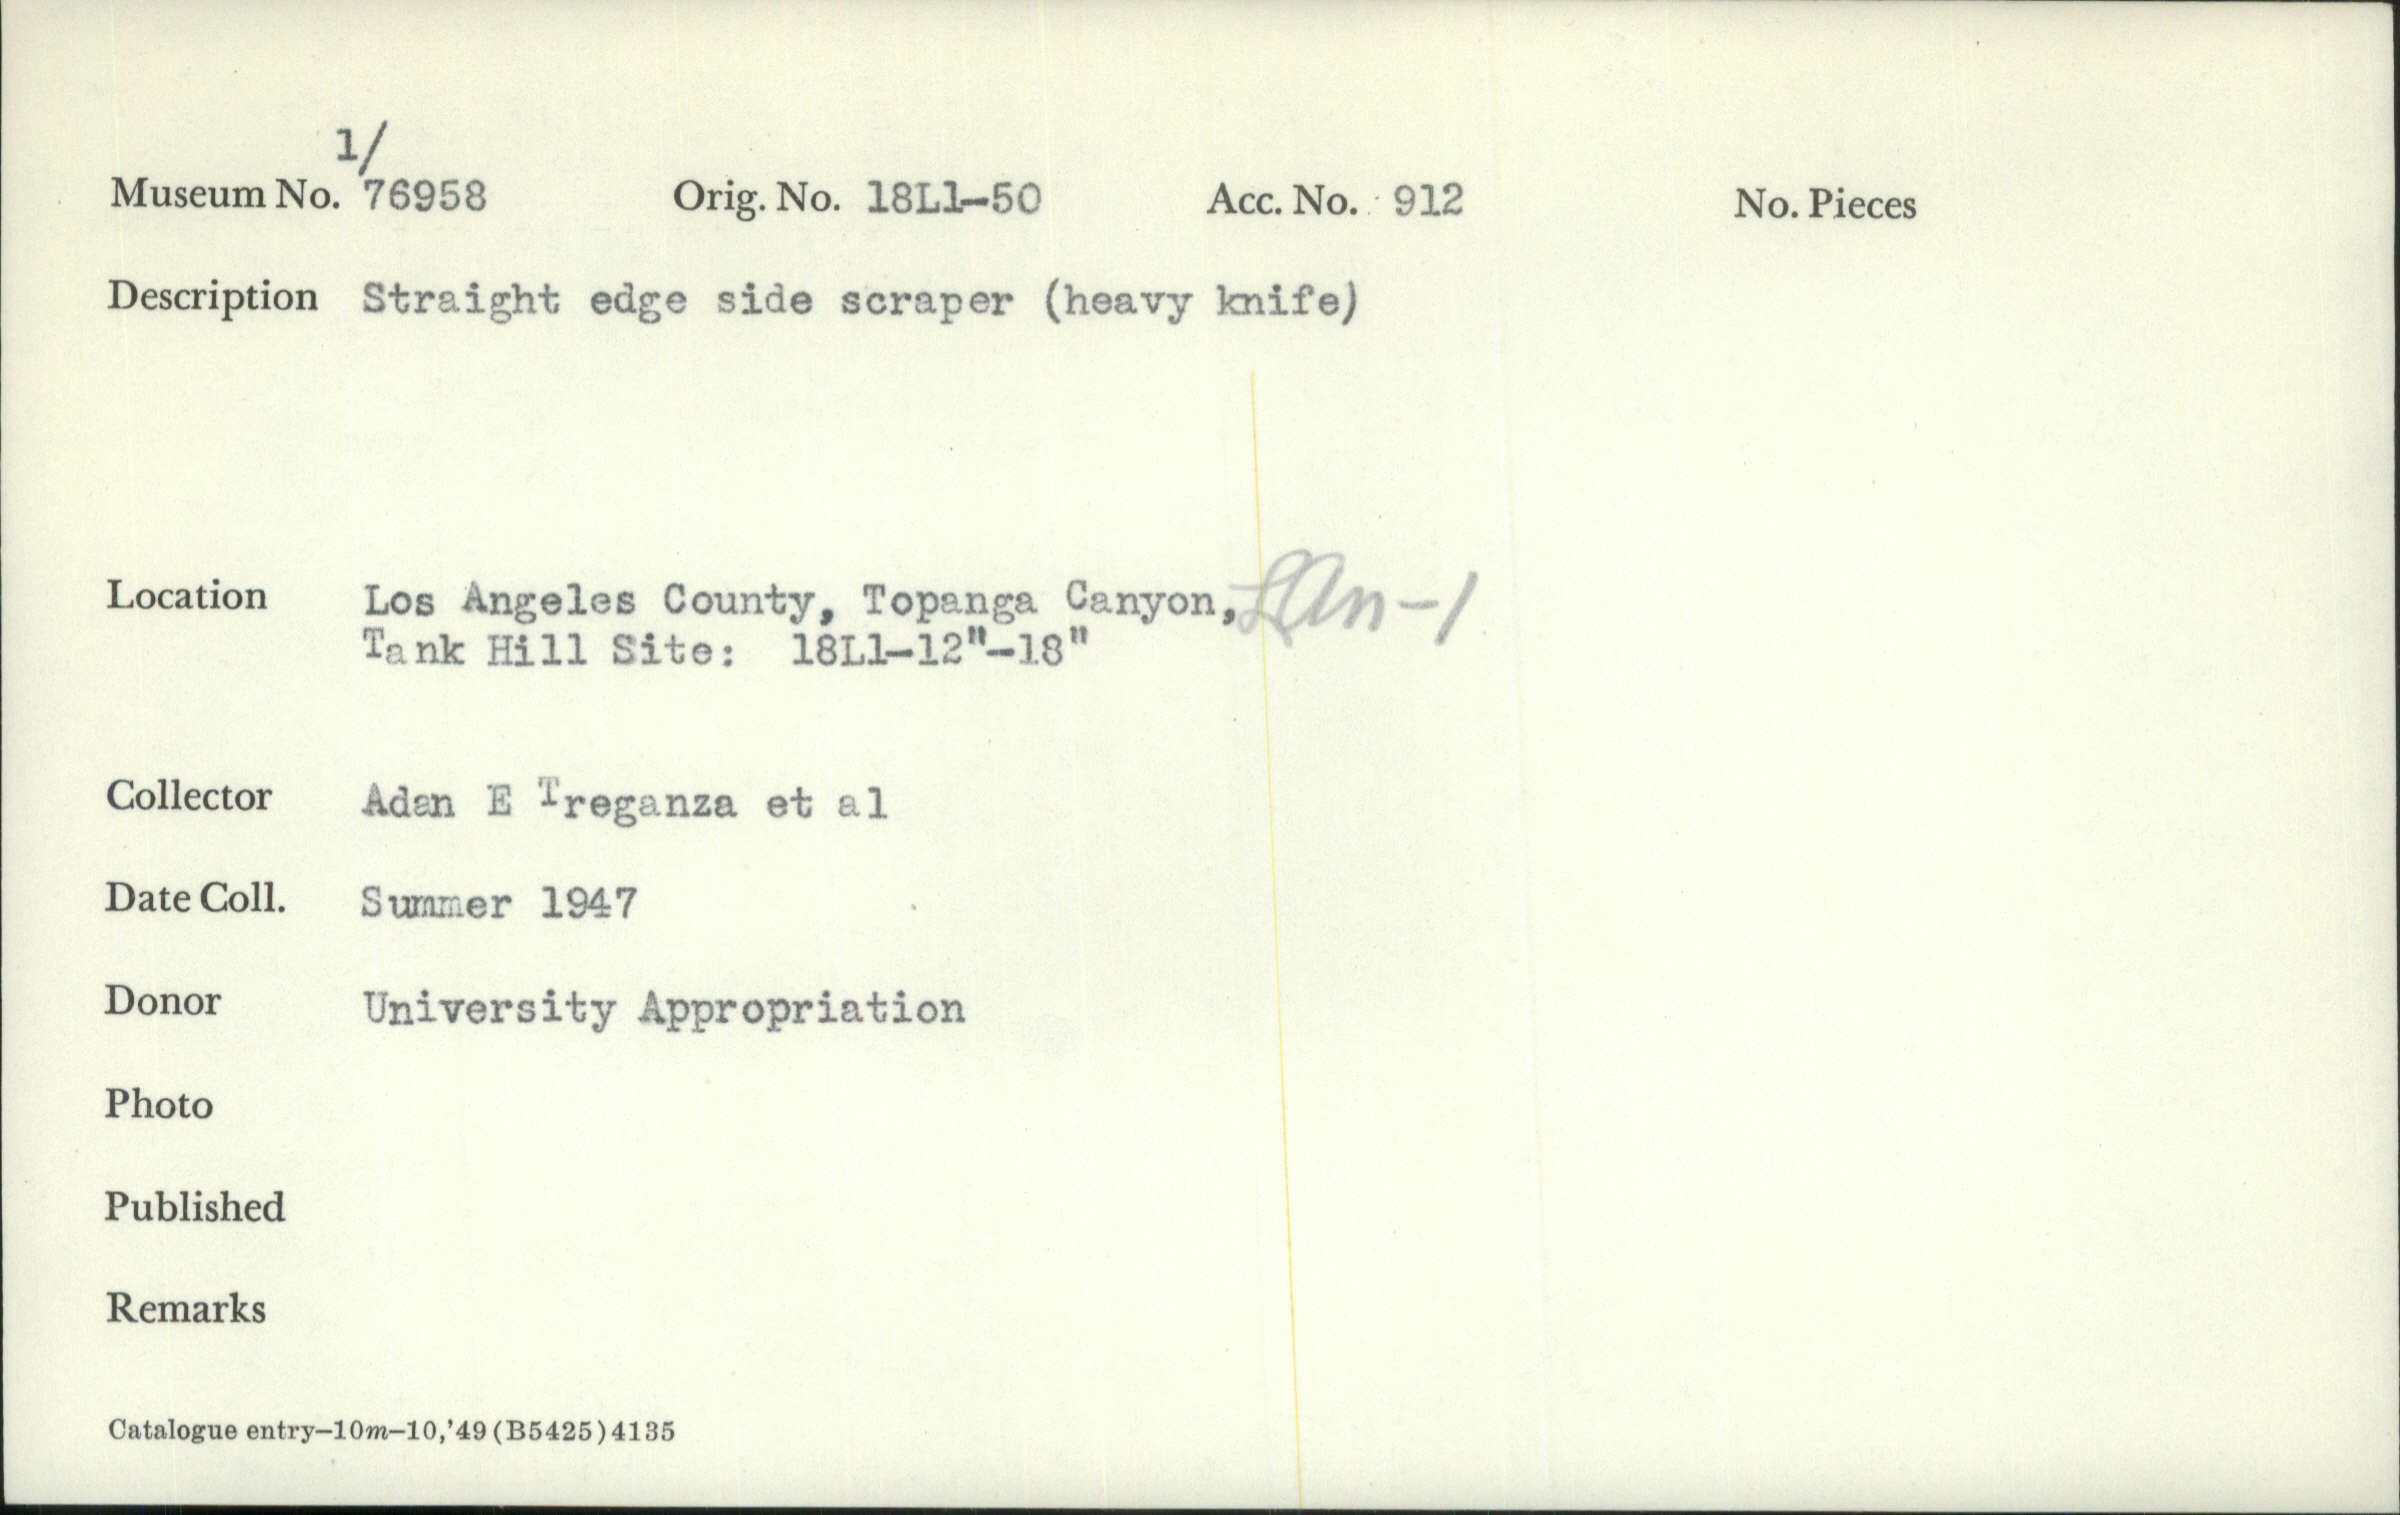 1/
Museum No. 76958 Orig. No. 18L1-50 Acc. No. 912 No. Pieces
Description Straight edge side scraper (heavy knife)
Location Los Angeles County, Topanga Canyon, LAn-1
Tank Hill Site: 18L1-12"-18"
Collector Adan E Treganza et al
Date Coll. Summer 1947
Donor University Appropriation
Photo
Published
Remarks
Catalogue entry—10m—10,'49(B5425)4135